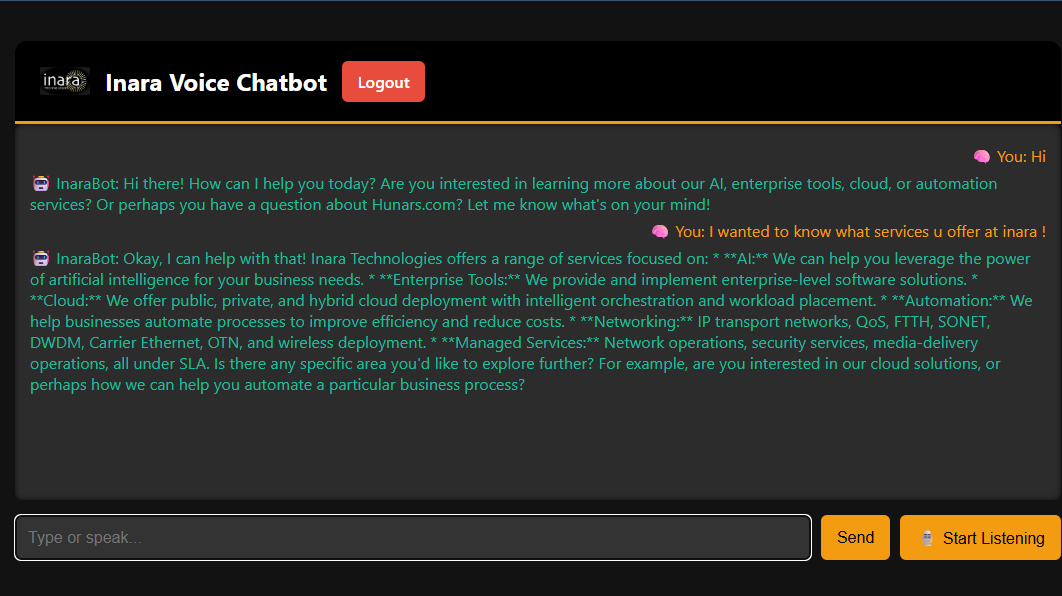 inara
Inara Voice Chatbot
Logout
You: Hi
InaraBot: Hi there! How can I help you today? Are you interested in learning more about our AI, enterprise tools, cloud, or automation
services? Or perhaps you have a question about Hunars.com? Let me know what's on your mind!
You: I wanted to know what services u offer at inara !
InaraBot: Okay, I can help with that! Inara Technologies offers a range of services focused on: * **AI:** We can help you leverage the power
of artificial intelligence for your business needs. * **Enterprise Tools:** We provide and implement enterprise-level software solutions. *
**Cloud:** We offer public, private, and hybrid cloud deployment with intelligent orchestration and workload placement. * **Automation:** We
help businesses automate processes to improve efficiency and reduce costs. * **Networking:** IP transport networks, QoS, FTTH, SONET,
DWDM, Carrier Ethernet, OTN, and wireless deployment. * **Managed Services:** Network operations, security services, media-delivery
operations, all under SLA. Is there any specific area you'd like to explore further? For example, are you interested in our cloud solutions, or
perhaps how we can help you automate a particular business process?
Type or speak...
Send
Start Listening